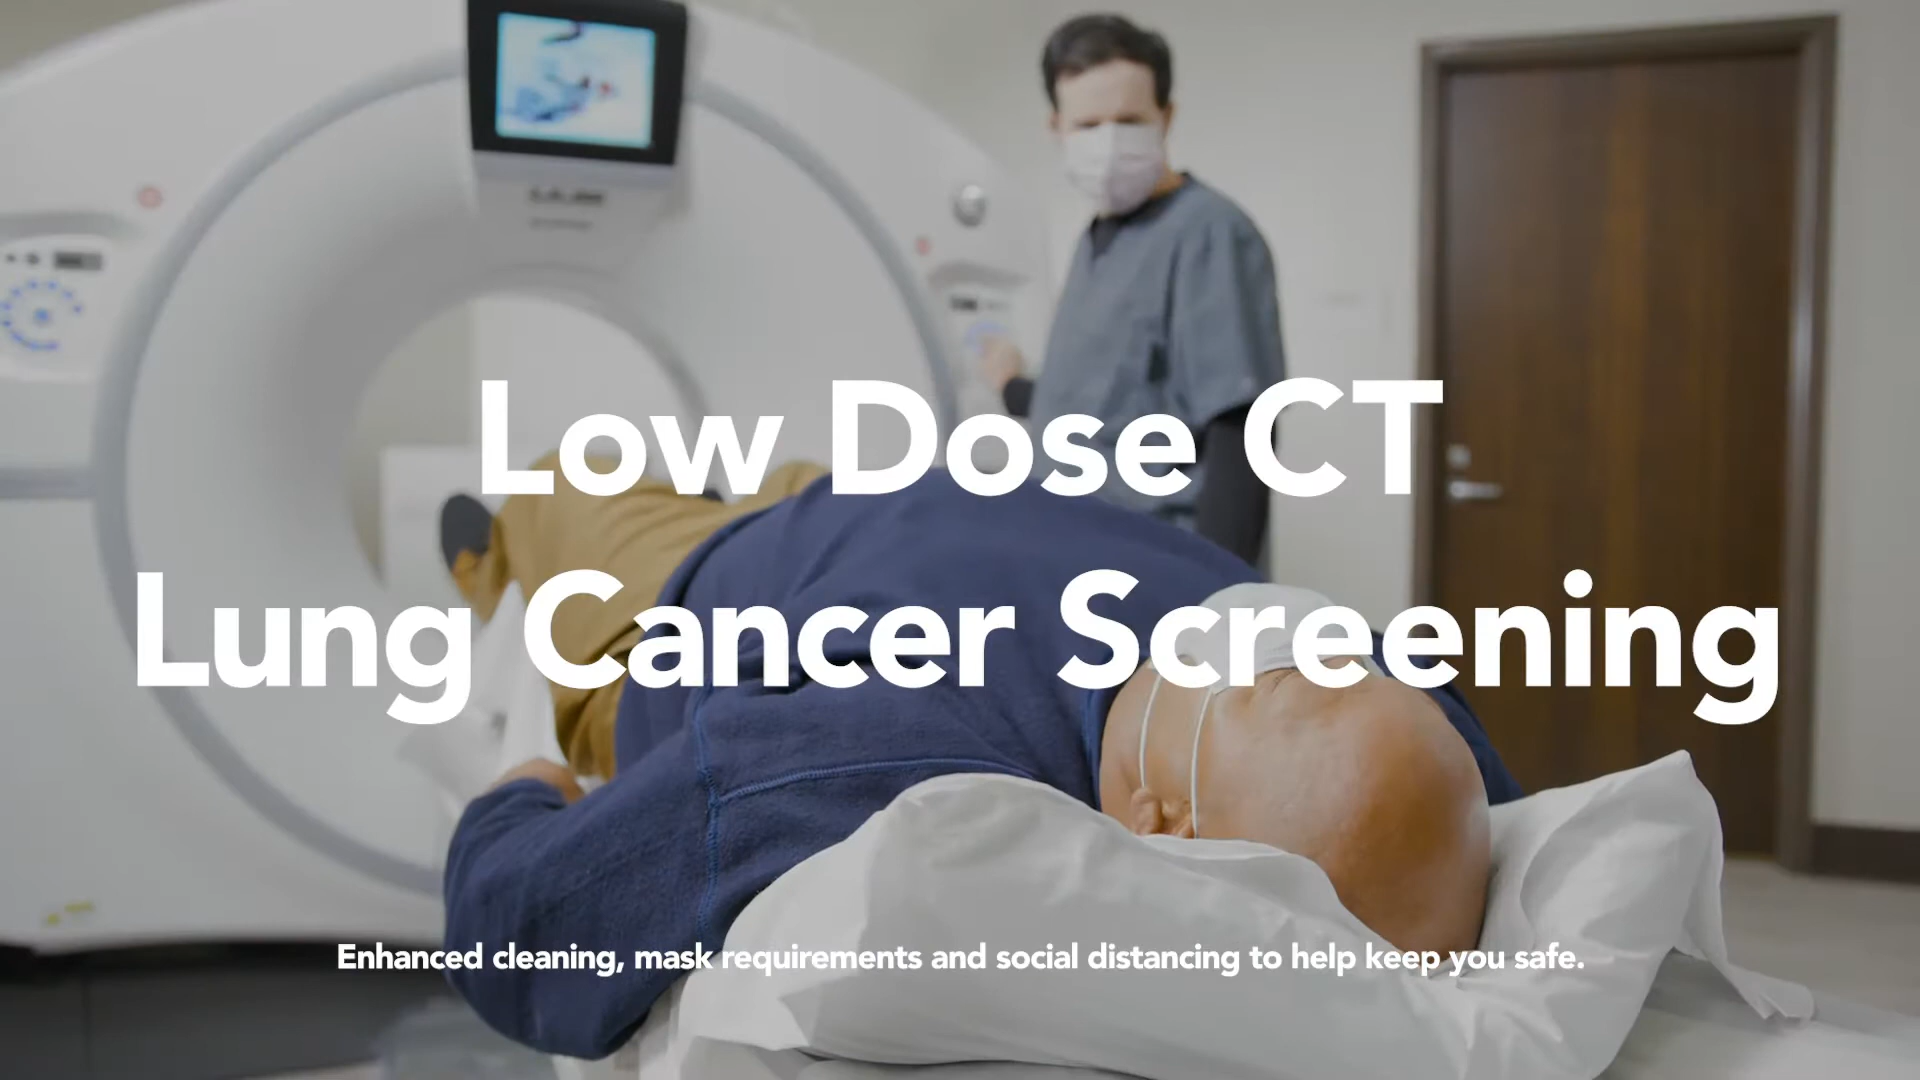 Low Dose CT
Lung Cancer Screening
Enhanced cleaning, mask requirements and social distancing to help keep you safe.